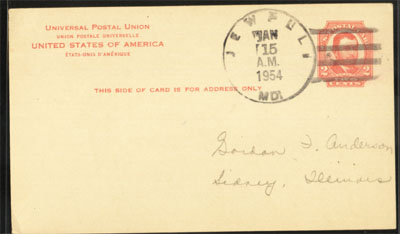 UNIVERSAL POSTAL UNION
UNION POSTALE UNIVERSELLE
UNITED STATES OF AMERICA
ÉTATS-UNIS D'AMÉRIQUE
JAN
15
A.M.
1954
MD.
THIS SIDE OF CARD IS FOR ADDRESS ONLY
Gordon F. Anderson
Sidney, Illinois